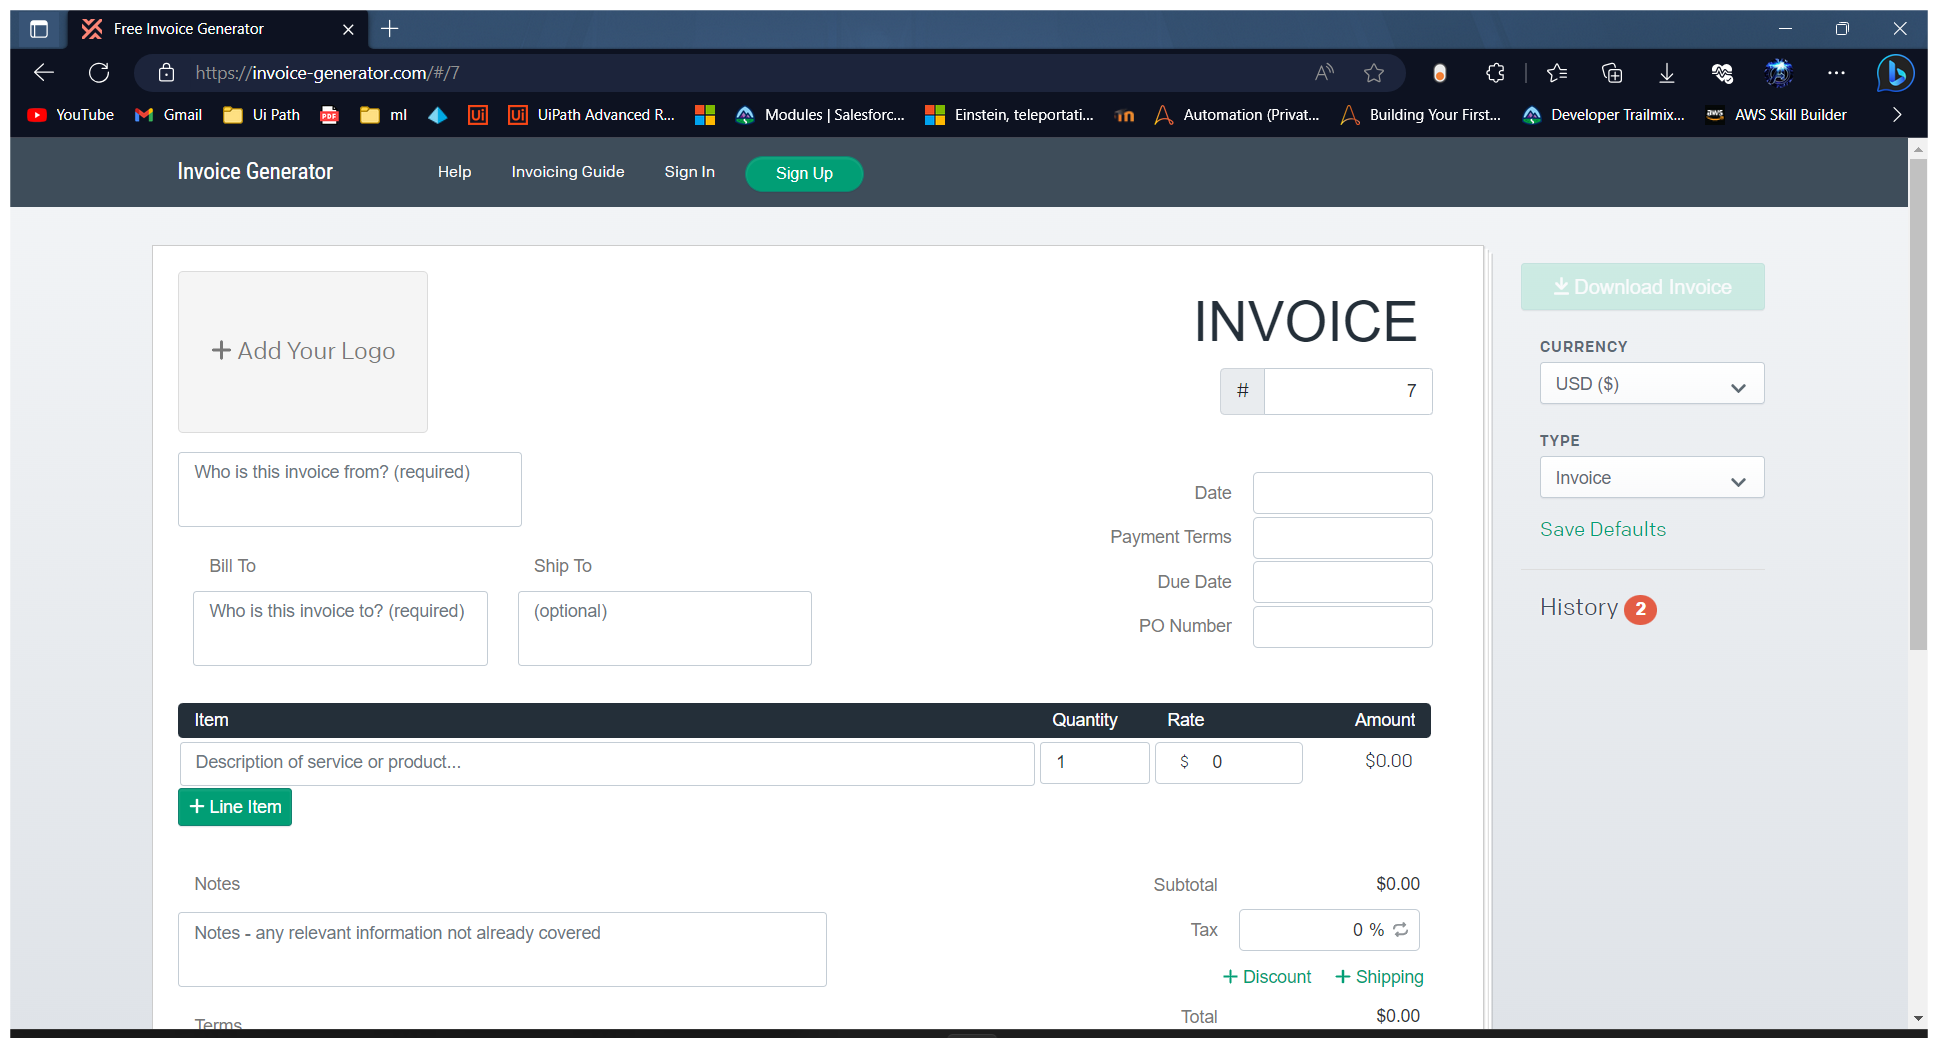 Free Invoice Generator
https://invoice-generator.com/#/7
YouTube Gmail Ui Path PDF ml Ui Ui UiPath Advanced R... Modules | Salesforc... Einstein, teleportati... Automation (Privat... Building Your First... aws Developer Trailmix... AWS Skill Builder
Invoice Generator Help Invoicing Guide Sign In Sign Up
+ Add Your Logo
INVOICE
# 7
Download Invoice
CURRENCY
USD ($)
TYPE
Invoice
Save Defaults
History 2
Who is this invoice from? (required)
Date
Payment Terms
Due Date
PO Number
Bill To Ship To
Who is this invoice to? (required) (optional)
Item Quantity Rate Amount
Description of service or product... 1 $ 0 $0.00
+ Line Item
Notes
Notes - any relevant information not already covered
Subtotal $0.00
Tax 0 %
+ Discount + Shipping
Terms
Total $0.00